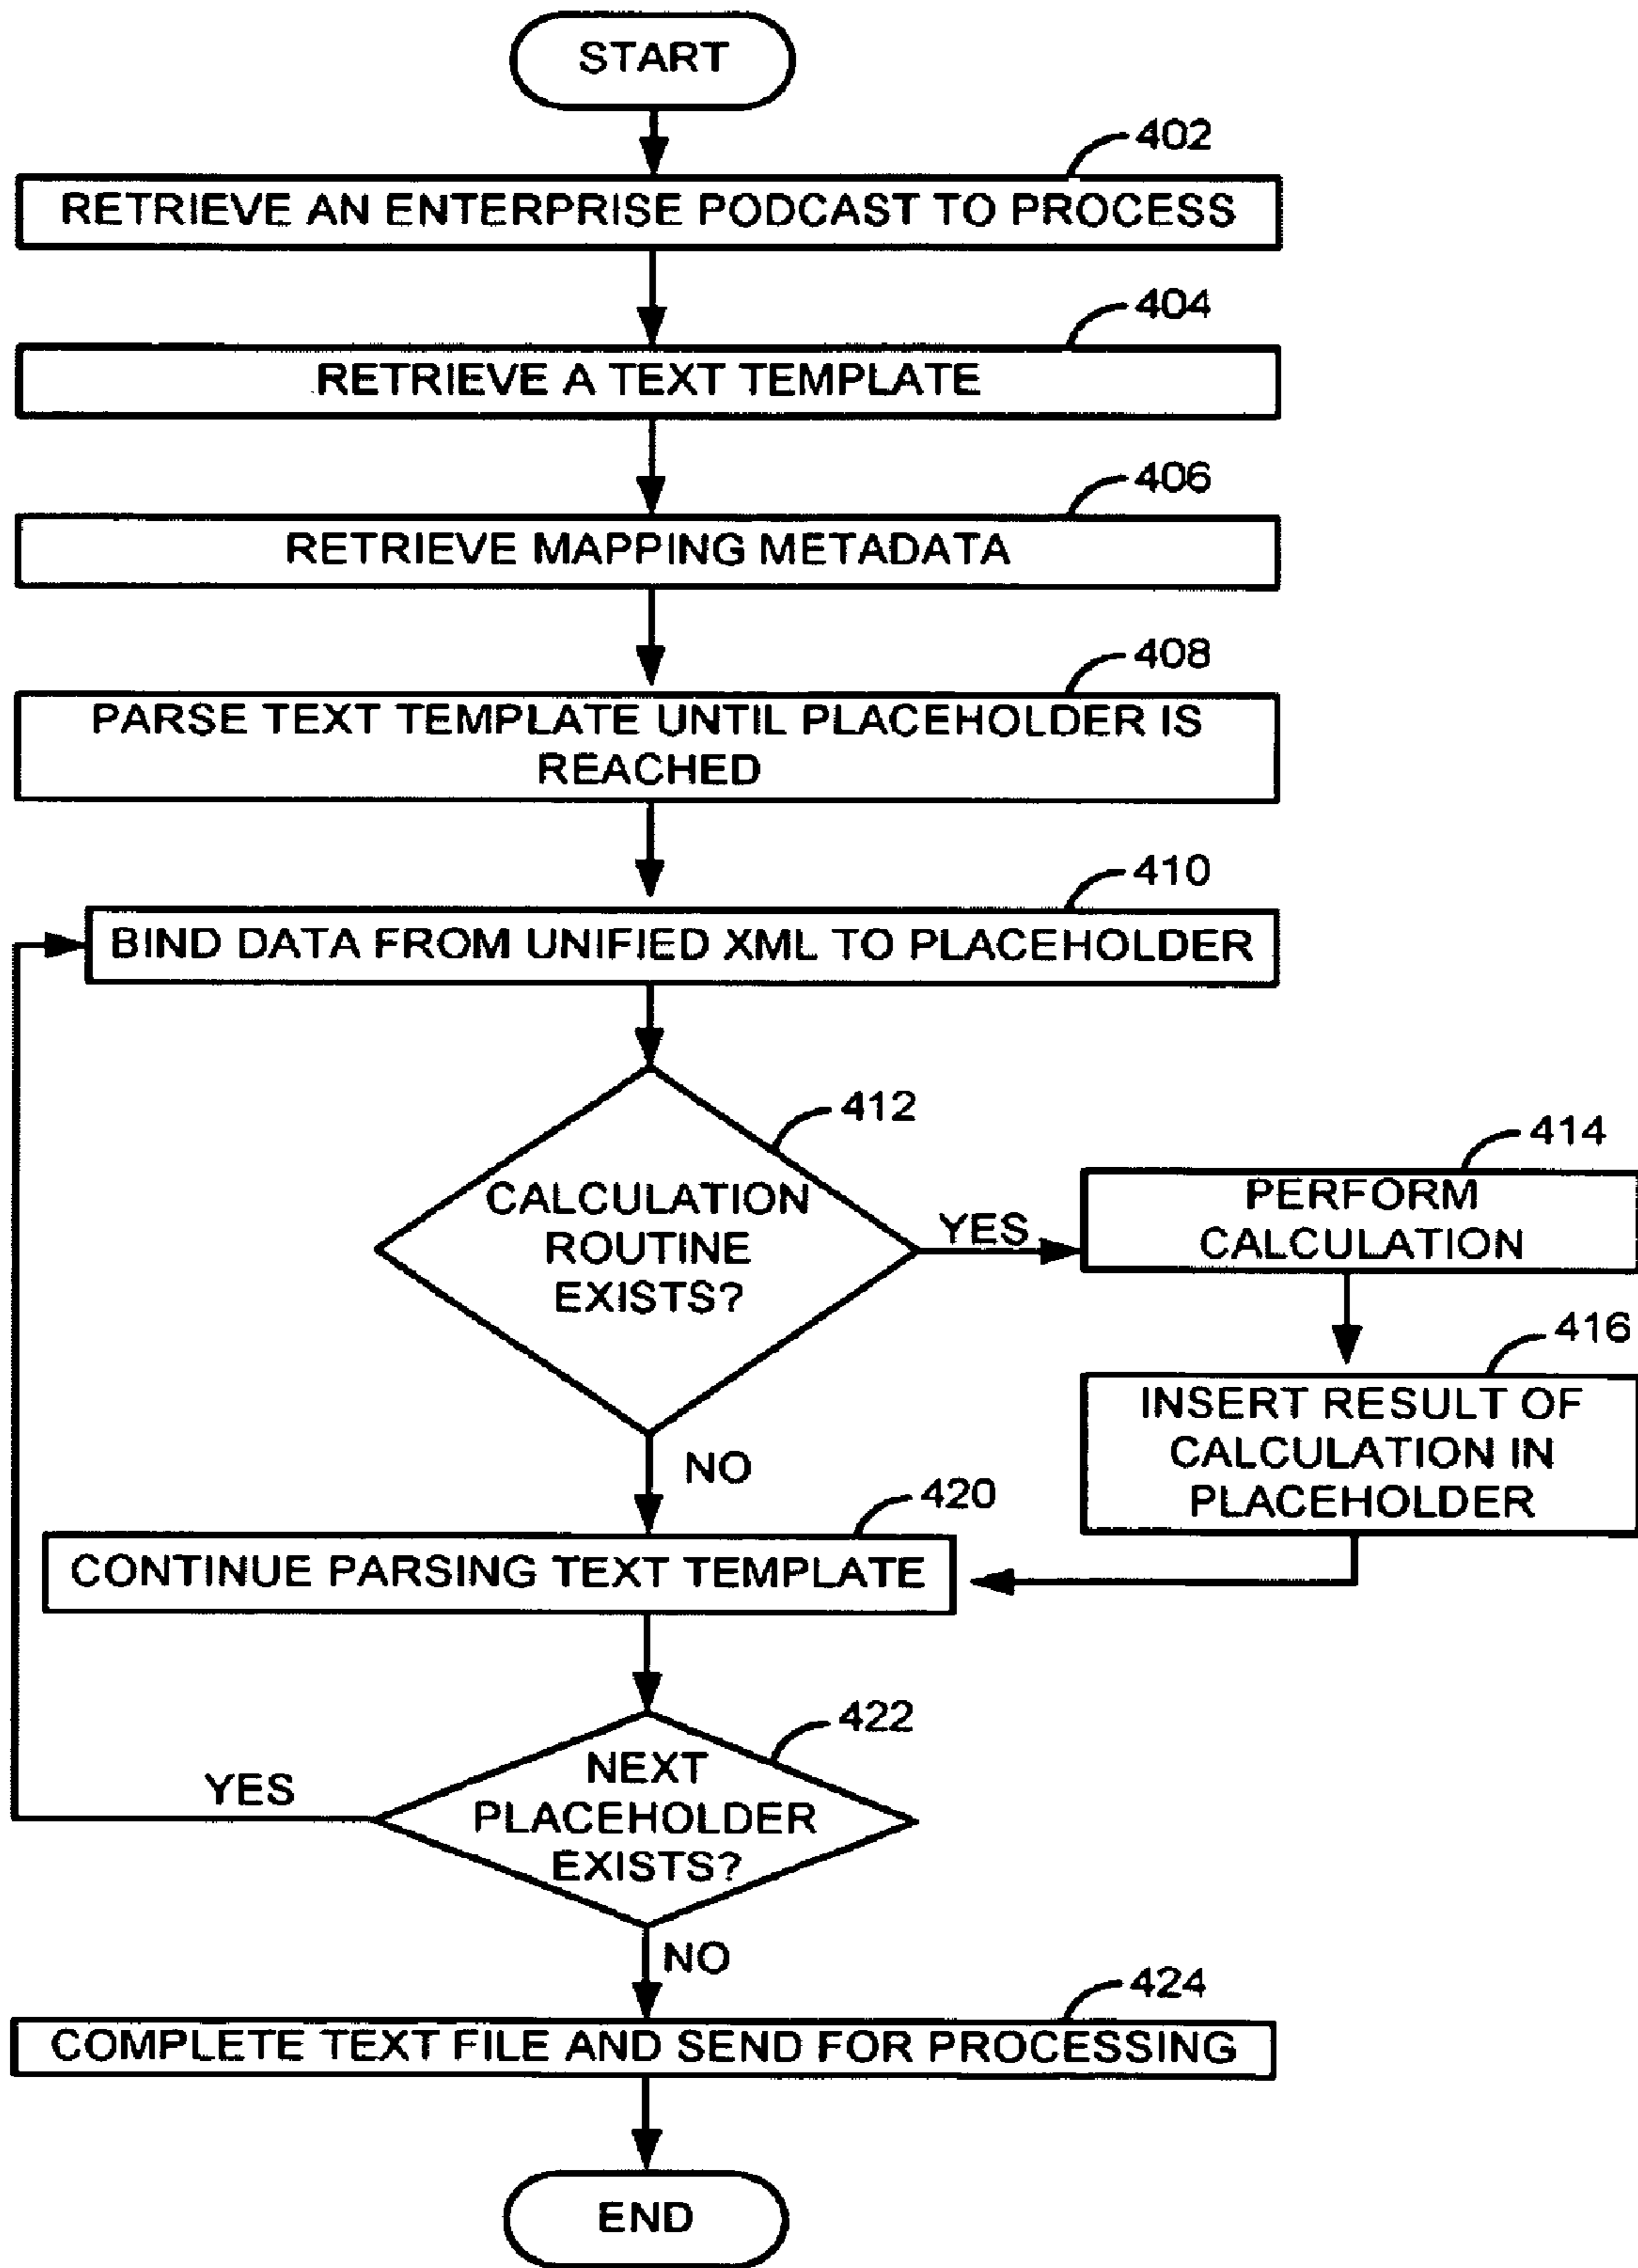 START
402
RETRIEVE AN ENTERPRISE PODCAST TO PROCESS
404
RETRIEVE A TEXT TEMPLATE
406
RETRIEVE MAPPING METADATA
408
PARSE TEXT TEMPLATE UNTIL PLACEHOLDER IS
REACHED
410
BIND DATA FROM UNIFIED XML TO PLACEHOLDER
412
CALCULATION
ROUTINE
EXISTS?
YES
414
PERFORM
CALCULATION
416
INSERT RESULT OF
CALCULATION IN
PLACEHOLDER
NO
420
CONTINUE PARSING TEXT TEMPLATE
422
NEXT
PLACEHOLDER
EXISTS?
YES
NO
424
COMPLETE TEXT FILE AND SEND FOR PROCESSING
END